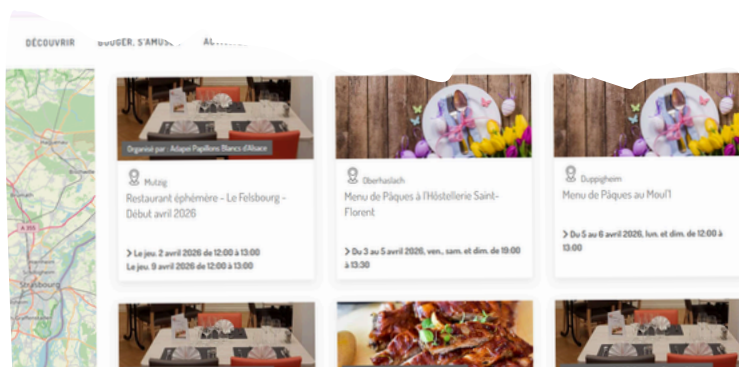 DÉCOUVRIR
BOUGER, S'AMUS
Haguenau
A 355
Strasbourg
Organisé par : Adapei Papillons Blancs d'Alsace
Mutzig
Restaurant éphémère - Le Felsbourg -
Début avril 2026
> Le jeu. 2 avril 2026 de 12:00 à 13:00
Le jeu. 9 avril 2026 de 12:00 à 13:00
Oberhaslach
Menu de Pâques à l'Hôstellerie Saint-
Florent
> Du 3 au 5 avril 2026, ven., sam. et dim. de 19:00
à 13:30
Duppigheim
Menu de Pâques au Moul'1
> Du 5 au 6 avril 2026, lun. et dim. de 12:00 à
13:00